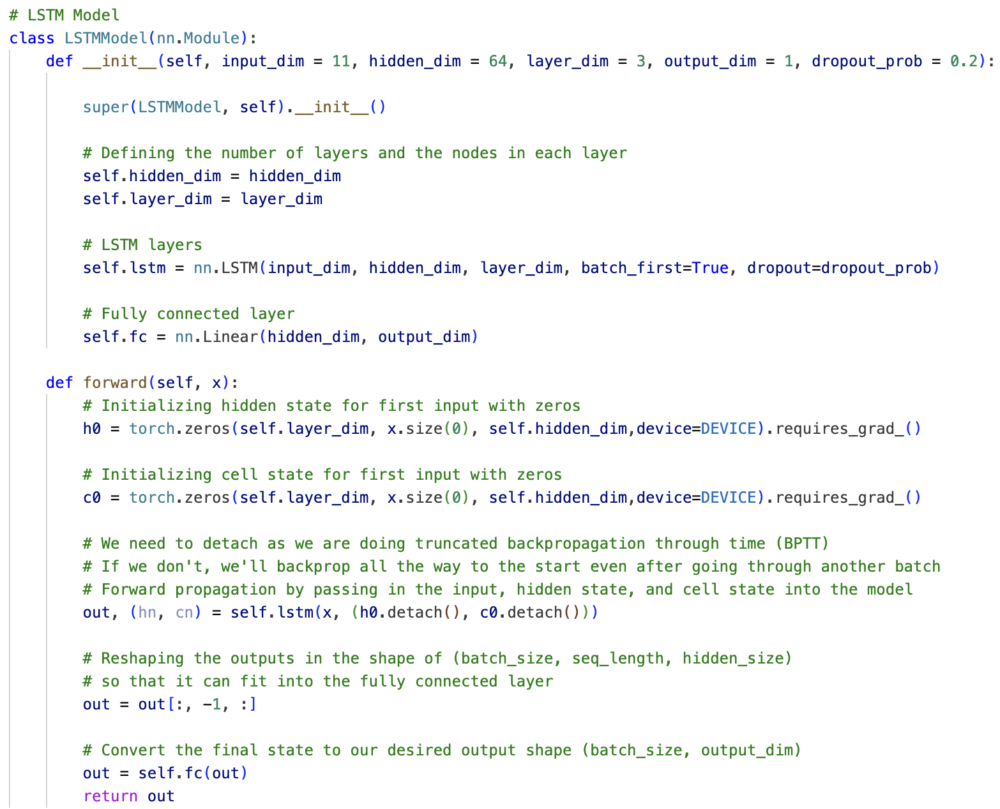 # LSTM Model
class LSTMModel(nn.Module):
    def __init__(self, input_dim = 11, hidden_dim = 64, layer_dim = 3, output_dim = 1, dropout_prob = 0.2):
        super(LSTMModel, self).__init__()
        # Defining the number of layers and the nodes in each layer
        self.hidden_dim = hidden_dim
        self.layer_dim = layer_dim
        # LSTM layers
        self.lstm = nn.LSTM(input_dim, hidden_dim, layer_dim, batch_first=True, dropout=dropout_prob)
        # Fully connected layer
        self.fc = nn.Linear(hidden_dim, output_dim)
    def forward(self, x):
        # Initializing hidden state for first input with zeros
        h0 = torch.zeros(self.layer_dim, x.size(0), self.hidden_dim,device=DEVICE).requires_grad_()
        # Initializing cell state for first input with zeros
        c0 = torch.zeros(self.layer_dim, x.size(0), self.hidden_dim,device=DEVICE).requires_grad_()
        # We need to detach as we are doing truncated backpropagation through time (BPTT)
        # If we don't, we'll backprop all the way to the start even after going through another batch
        # Forward propagation by passing in the input, hidden state, and cell state into the model
        out, (hn, cn) = self.lstm(x, (h0.detach(), c0.detach()))
        # Reshaping the outputs in the shape of (batch_size, seq_length, hidden_size)
        # so that it can fit into the fully connected layer
        out = out[:, -1, :]
        # Convert the final state to our desired output shape (batch_size, output_dim)
        out = self.fc(out)
        return out